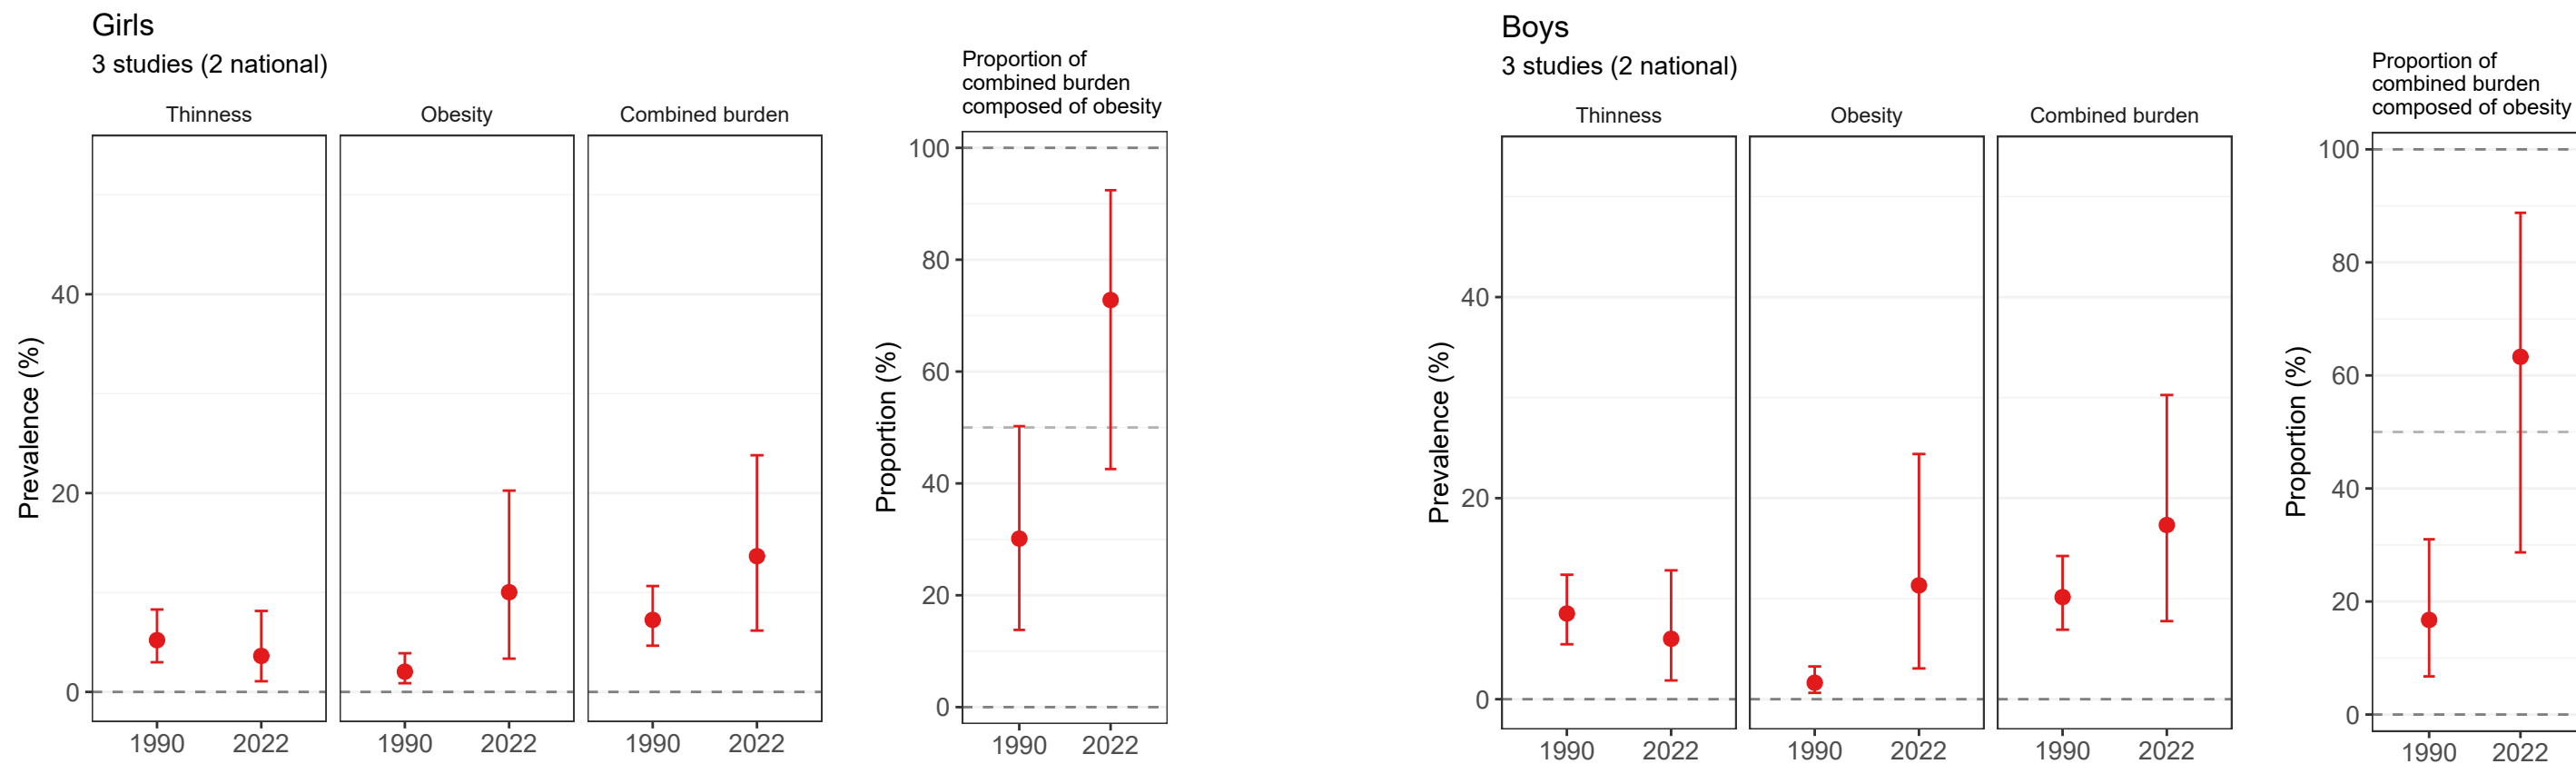 Girls
3 studies (2 national)
Thinness
Obesity
Combined burden
Prevalence (%)
40
20
0
1990
2022
1990
2022
1990
2022
Proportion of
combined burden
composed of obesity
Proportion (%)
100
80
60
40
20
0
1990
2022
Boys
3 studies (2 national)
Thinness
Obesity
Combined burden
Prevalence (%)
40
20
0
1990
2022
1990
2022
1990
2022
Proportion of
combined burden
composed of obesity
Proportion (%)
100
80
60
40
20
0
1990
2022